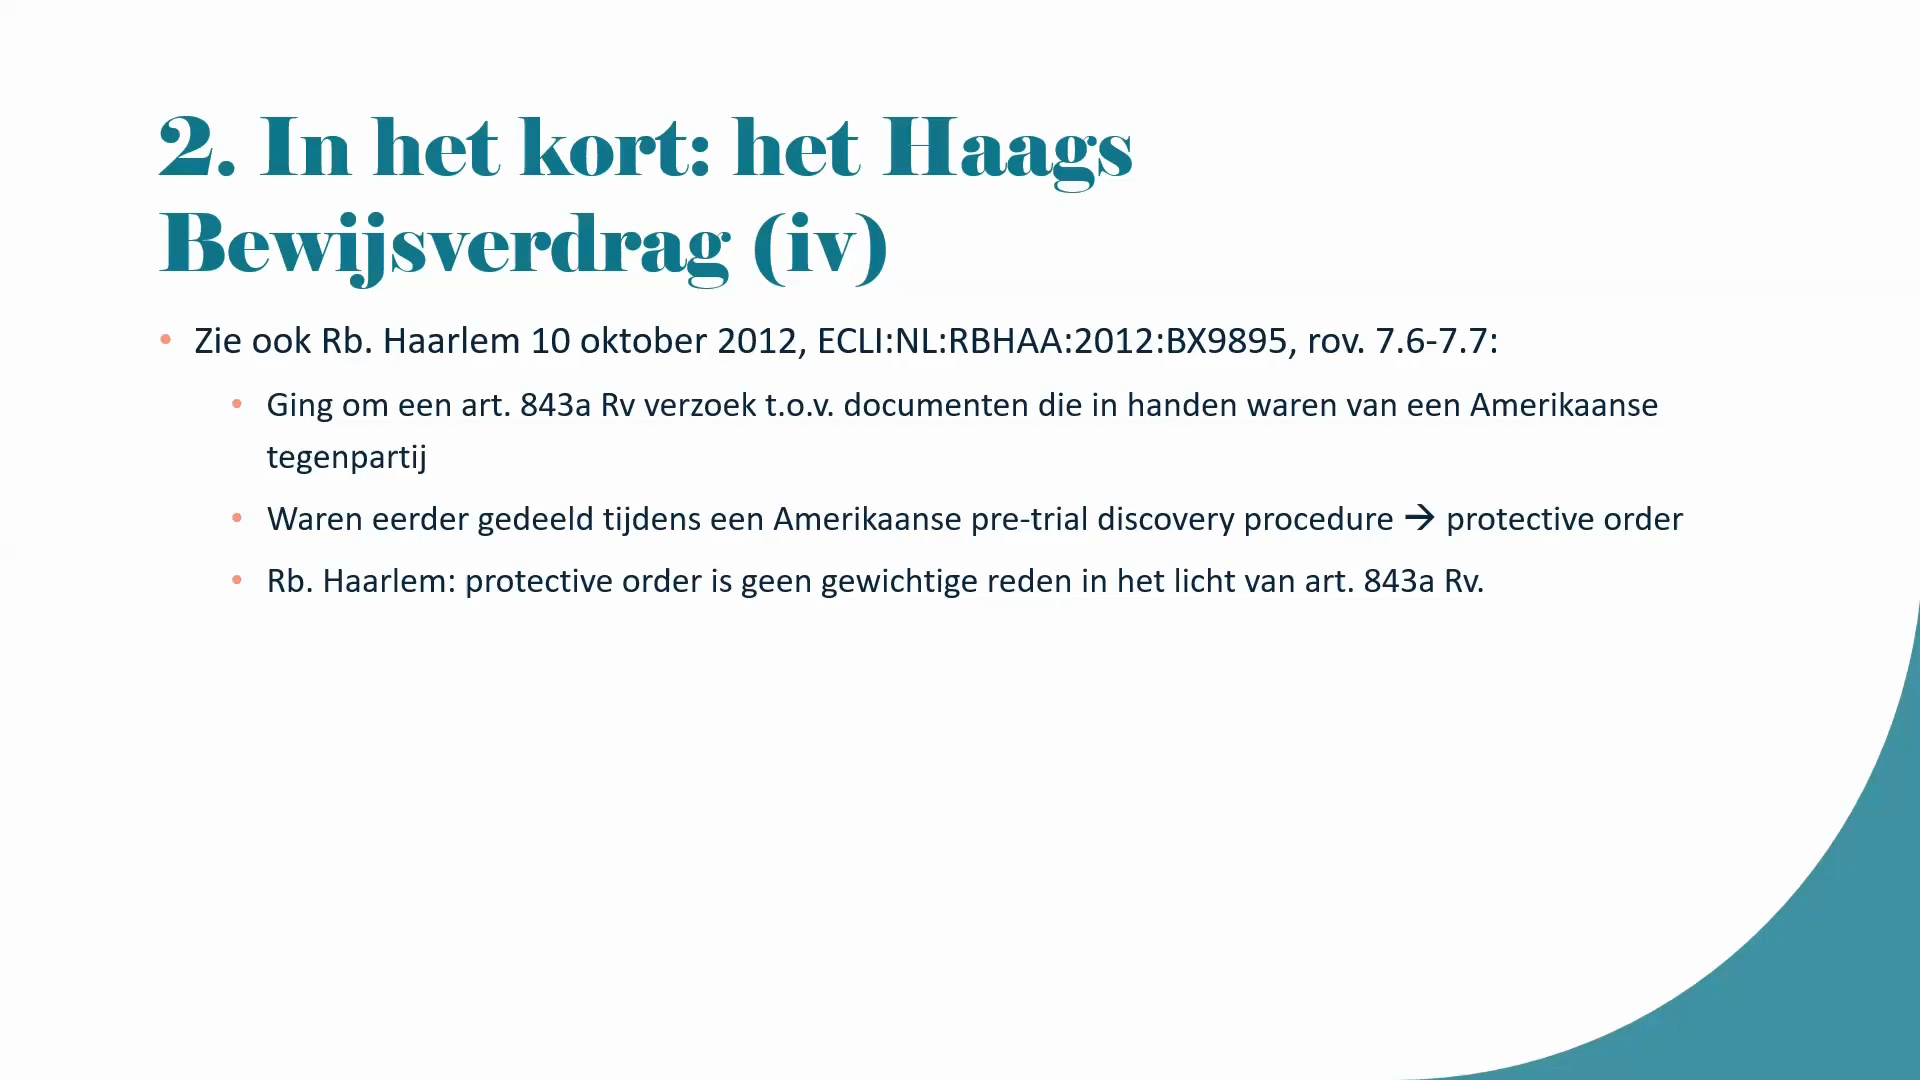 2. In het kort: het Haags
Bewijsverdrag (iv)
• Zie ook Rb. Haarlem 10 oktober 2012, ECLI:NL:RBHAA:2012:BX9895, rov. 7.6-7.7:
• Ging om een art. 843a Rv verzoek t.o.v. documenten die in handen waren van een Amerikaanse
tegenpartij
• Waren eerder gedeeld tijdens een Amerikaanse pre-trial discovery procedure → protective order
• Rb. Haarlem: protective order is geen gewichtige reden in het licht van art. 843a Rv.